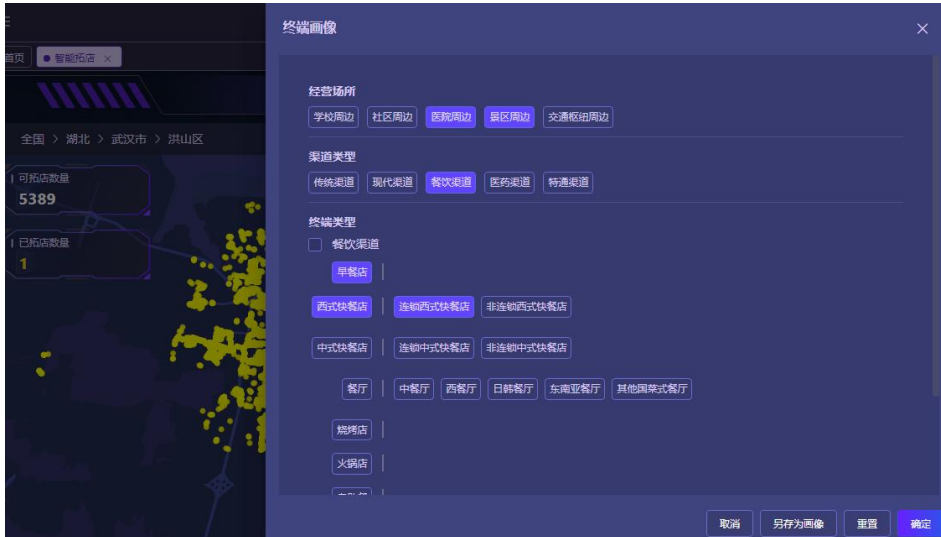 终端画像
首页 智能拓店
经营场所
学校周边 社区周边 医院周边 景区周边 交通枢纽周边
全国 > 湖北 > 武汉市 > 洪山区
渠道类型
可拓店数量
传统渠道 现代渠道 餐饮渠道 医药渠道 特通渠道
5389
终端类型
已拓店数量
餐饮渠道
1
早餐店
西式快餐店 连锁西式快餐店 非连锁西式快餐店
中式快餐店 连锁中式快餐店 非连锁中式快餐店
餐厅 中餐厅 西餐厅 日韩餐厅 东南亚餐厅 其他国菜式餐厅
烧烤店
火锅店
取消 另存为画像 重置 确定